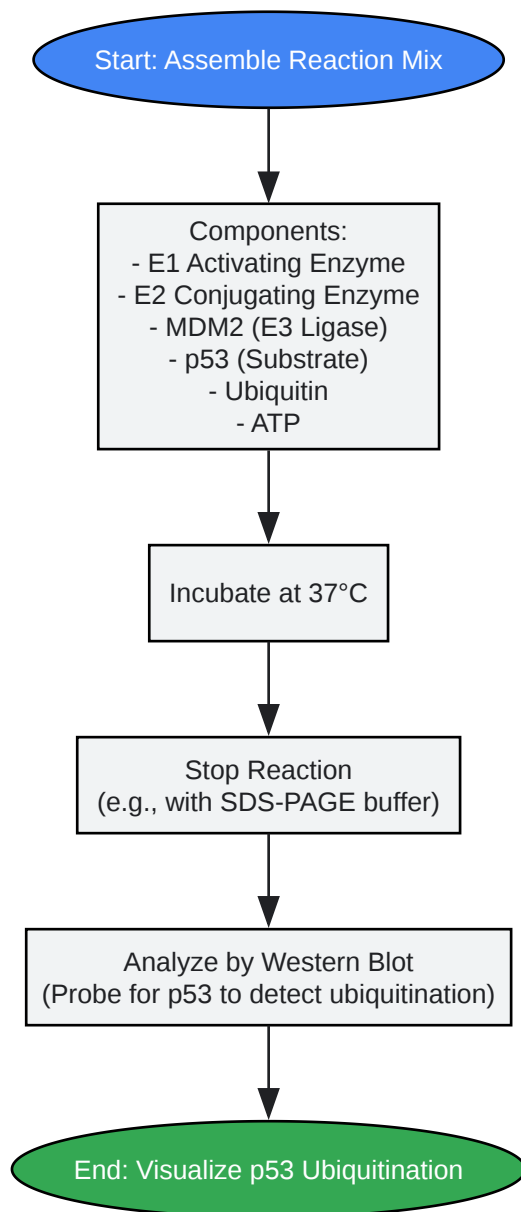 Start: Assemble Reaction Mix
Components:
- E1 Activating Enzyme
- E2 Conjugating Enzyme
- MDM2 (E3 Ligase)
- p53 (Substrate)
- Ubiquitin
- ATP
Incubate at 37°C
Stop Reaction
(e.g., with SDS-PAGE buffer)
Analyze by Western Blot
(Probe for p53 to detect ubiquitination)
End: Visualize p53 Ubiquitination